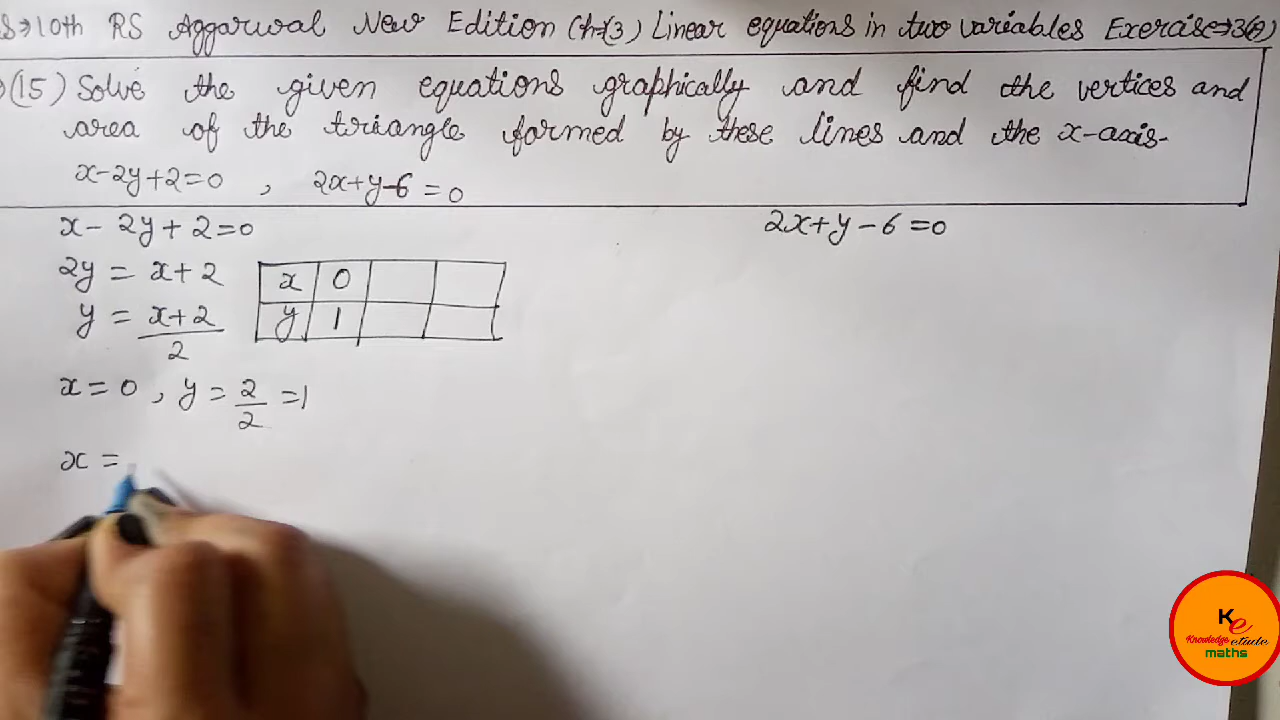 S→10th RS Aggarwal New Edition Ch→(3) Linear equations in two variables Exercise→3(A)
(15) Solve the given equations graphically and find the vertices and
area of the triangle formed by these lines and the x-axis-
x-2y+2=0 , 2x+y-6=0
x-2y+2=0
2x+y-6=0
2y = x+2
x 0
y = x+2/2
y 1
x=0, y=2/2=1
x=
Ke
Knowledge etude
maths